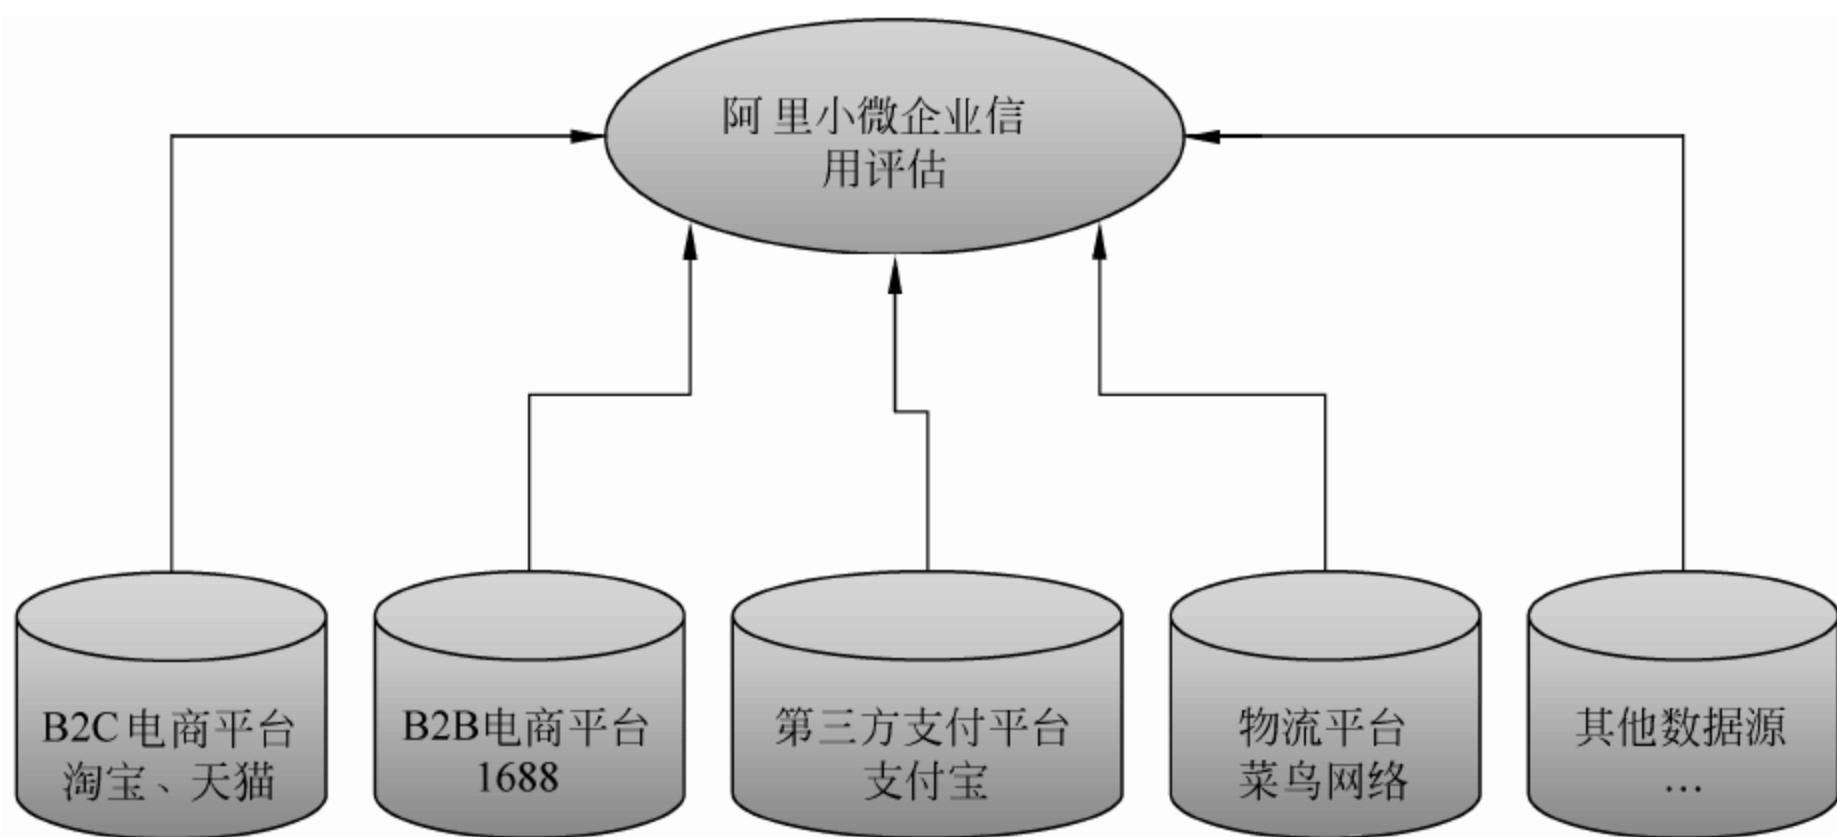 阿里小微企业信
用评估
B2C电商平台
淘宝、天猫
B2B电商平台
1688
第三方支付平台
支付宝
物流平台
菜鸟网络
其他数据源
…